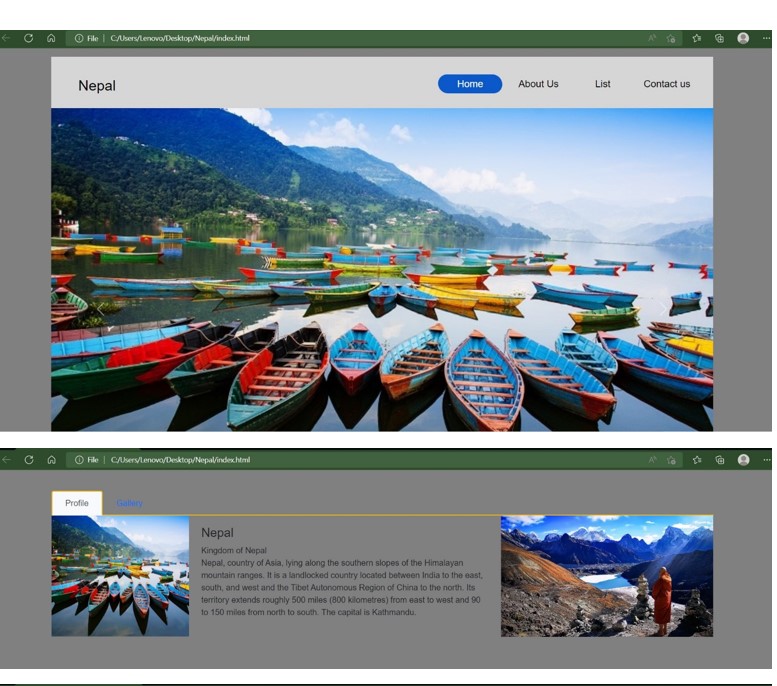 File | C:/Users/Lenovo/Desktop/Nepal/index.html
Nepal Home About Us List Contact us
File | C:/Users/Lenovo/Desktop/Nepal/index.html
Profile Gallery
Nepal
Kingdom of Nepal
Nepal, country of Asia, lying along the southern slopes of the Himalayan
mountain ranges. It is a landlocked country located between India to the east,
south, and west and the Tibet Autonomous Region of China to the north. Its
territory extends roughly 500 miles (800 kilometres) from east to west and 90
to 150 miles from north to south. The capital is Kathmandu.